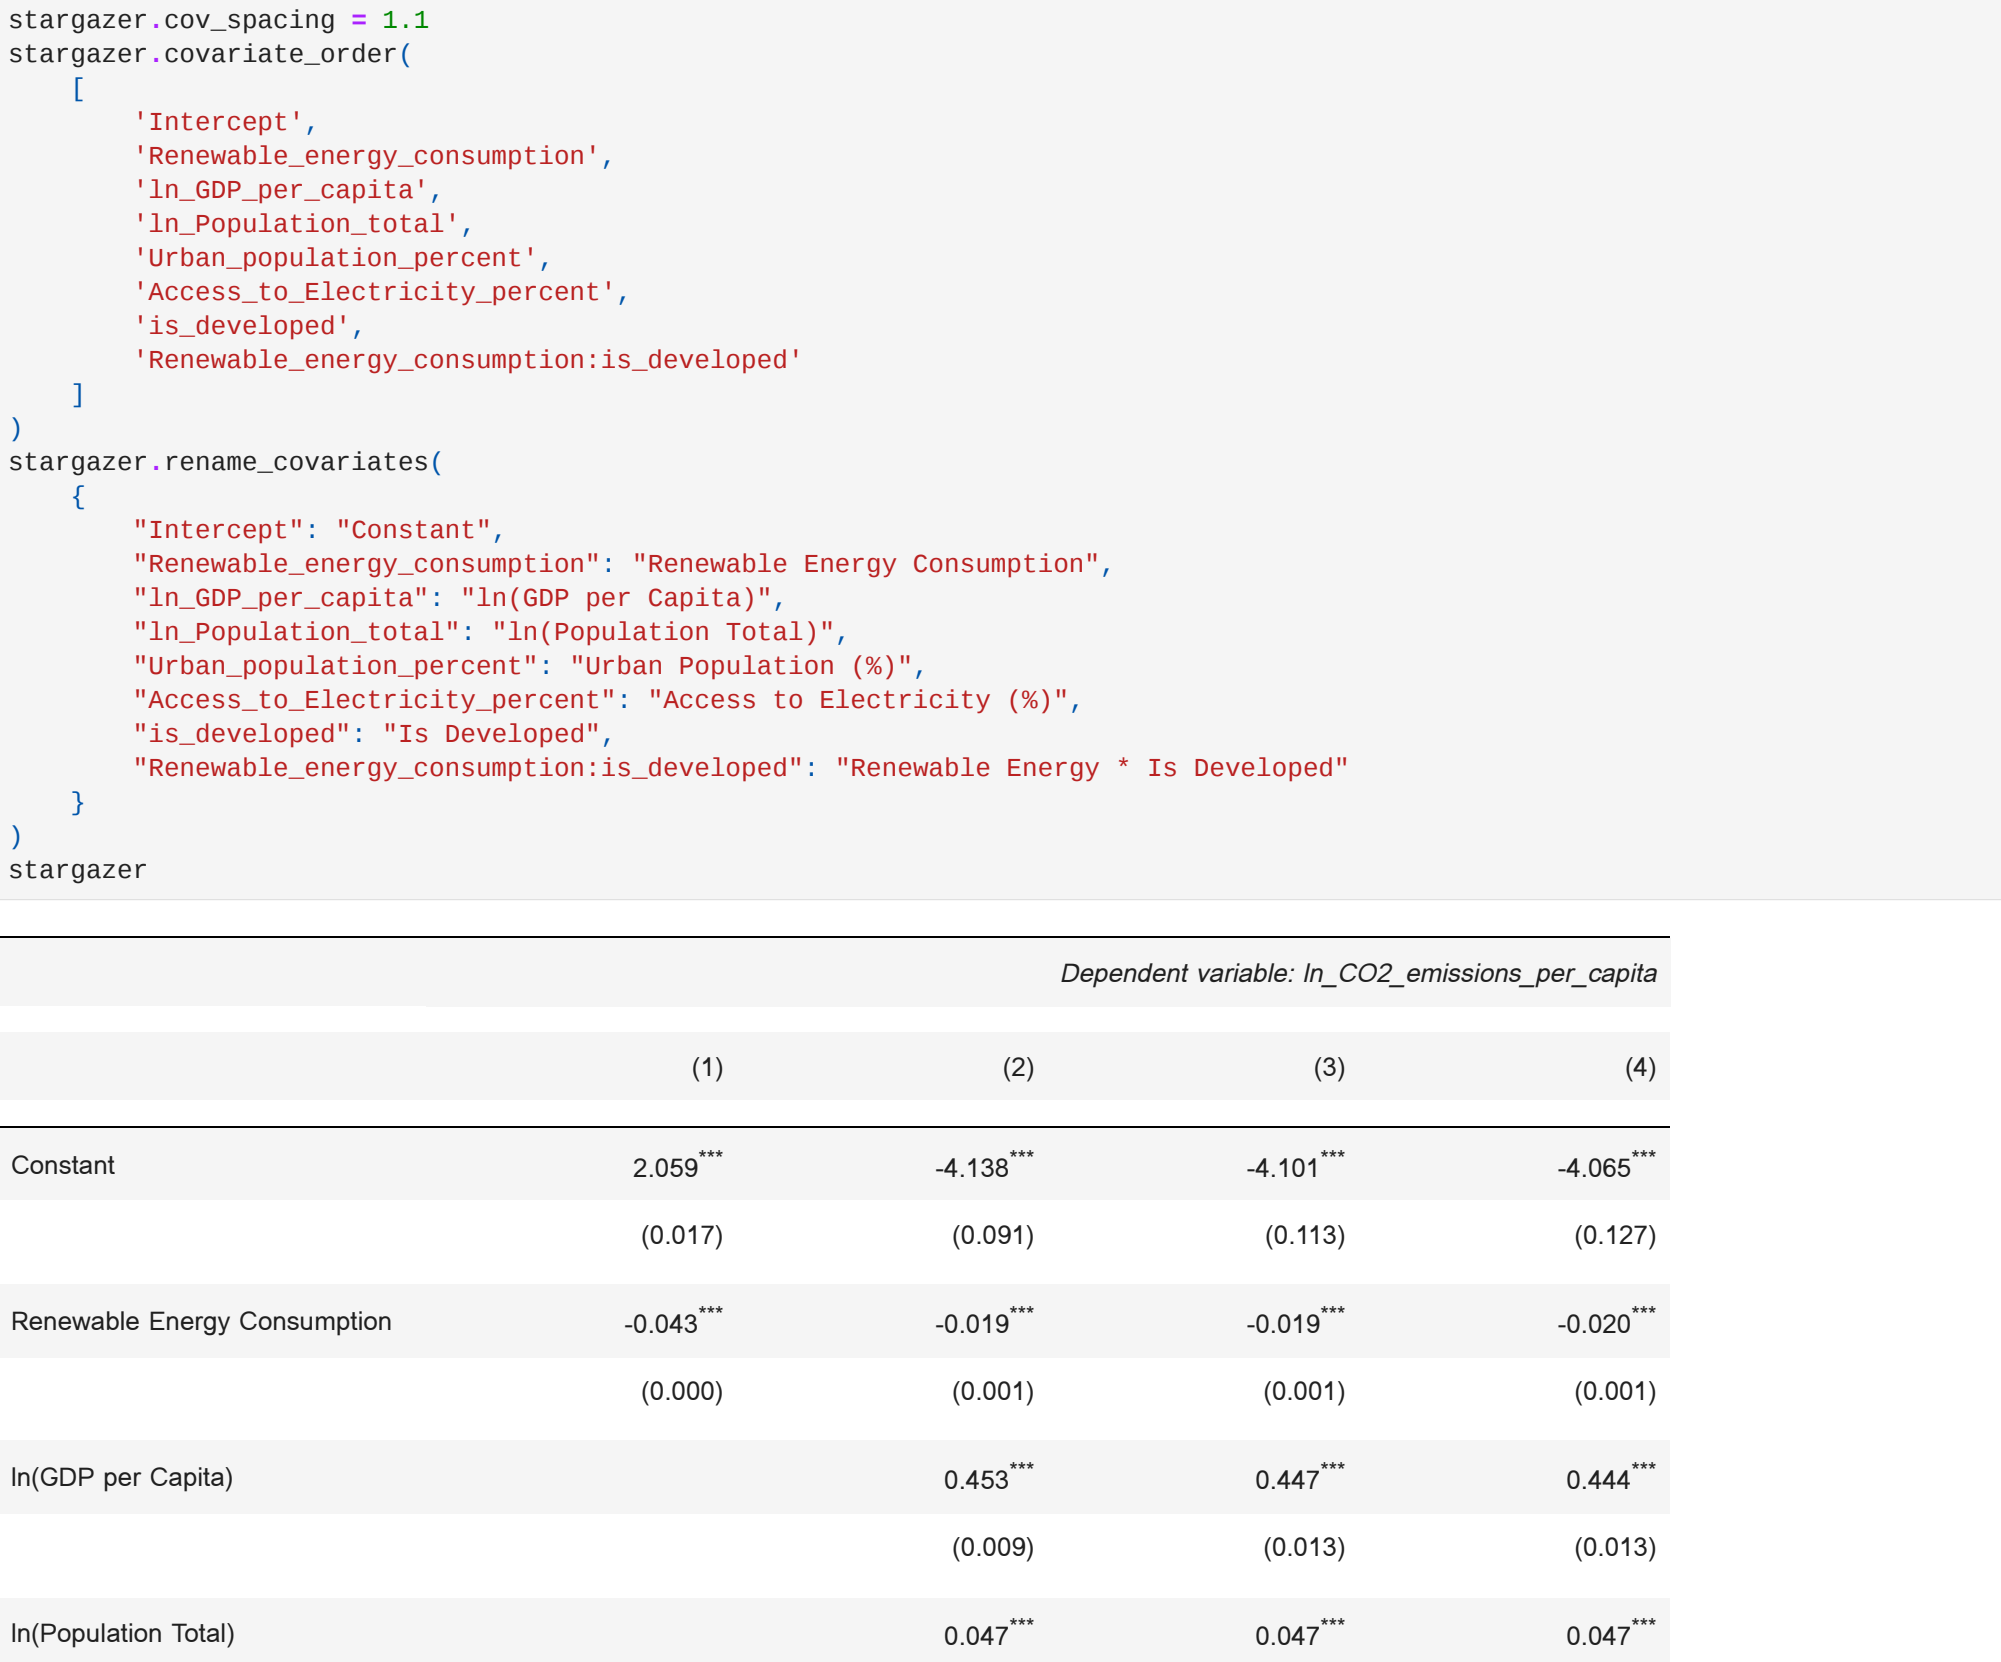 stargazer.cov_spacing = 1.1
stargazer.covariate_order(
    [
        'Intercept',
        'Renewable_energy_consumption',
        'ln_GDP_per_capita',
        'ln_Population_total',
        'Urban_population_percent',
        'Access_to_Electricity_percent',
        'is_developed',
        'Renewable_energy_consumption:is_developed'
    ]
)
stargazer.rename_covariates(
    {
        "Intercept": "Constant",
        "Renewable_energy_consumption": "Renewable Energy Consumption",
        "ln_GDP_per_capita": "ln(GDP per Capita)",
        "ln_Population_total": "ln(Population Total)",
        "Urban_population_percent": "Urban Population (%)",
        "Access_to_Electricity_percent": "Access to Electricity (%)",
        "is_developed": "Is Developed",
        "Renewable_energy_consumption:is_developed": "Renewable Energy * Is Developed"
    }
)
stargazer
Dependent variable: ln_CO2_emissions_per_capita
(1) (2) (3) (4)
Constant 2.059*** -4.138*** -4.101*** -4.065***
(0.017) (0.091) (0.113) (0.127)
Renewable Energy Consumption -0.043*** -0.019*** -0.019*** -0.020***
(0.000) (0.001) (0.001) (0.001)
ln(GDP per Capita) 0.453*** 0.447*** 0.444***
(0.009) (0.013) (0.013)
ln(Population Total) 0.047*** 0.047*** 0.047***